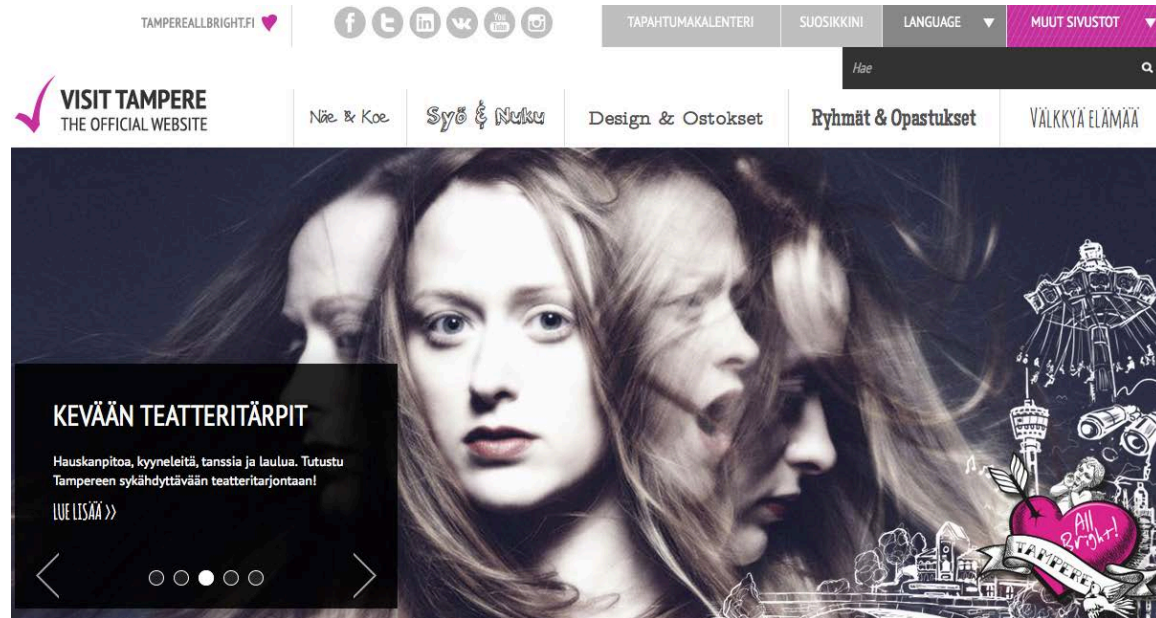 TAMPEREALLBRIGHT.FI
TAPAHTUMAKALENTERI
SUOSIKKINI
LANGUAGE
MUUT SIVUSTOT
Hae
VISIT TAMPERE
THE OFFICIAL WEBSITE
Näe & Koe
Syö & Nuku
Design & Ostokset
Ryhmät & Opastukset
VÄLKKYÄ ELÄMÄÄ
KEVÄÄN TEATTERITÄRPIT
Hauskanpitoa, kyyneleitä, tanssia ja laulua. Tutustu
Tampereen sykähdyttävään teatteritarjontaan!
LUE LISÄÄ >>
All
Bright!
TAMPERE